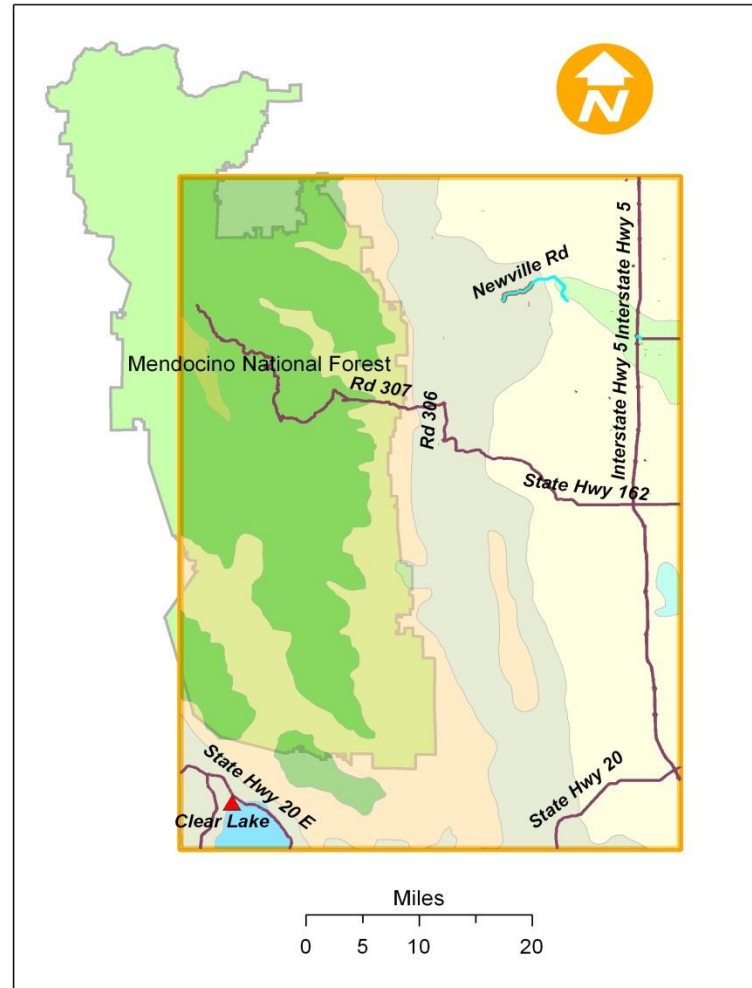 N
Newville Rd
Interstate Hwy 5
Mendocino National Forest
Rd 307
Rd 306
Interstate Hwy 5
State Hwy 162
State Hwy 20 E
State Hwy 20
Clear Lake
Miles
0 5 10 20